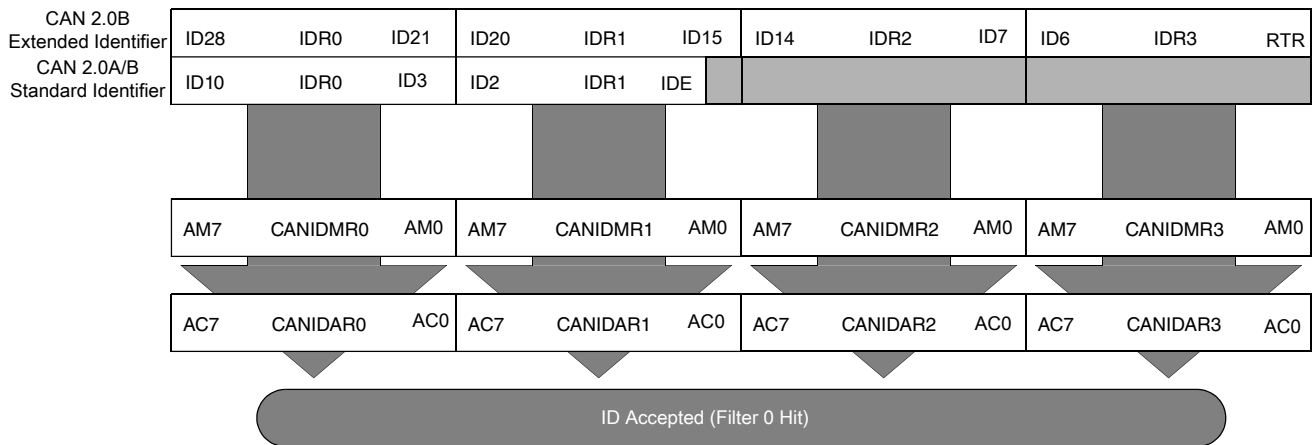 CAN 2.0B
Extended Identifier ID28 IDR0 ID21 ID20 IDR1 ID15 ID14 IDR2 ID7 ID6 IDR3 RTR
CAN 2.0A/B
Standard Identifier ID10 IDR0 ID3 ID2 IDR1 IDE
AM7 CANIDMR0 AM0 AM7 CANIDMR1 AM0 AM7 CANIDMR2 AM0 AM7 CANIDMR3 AM0
AC7 CANIDAR0 AC0 AC7 CANIDAR1 AC0 AC7 CANIDAR2 AC0 AC7 CANIDAR3 AC0
ID Accepted (Filter 0 Hit)